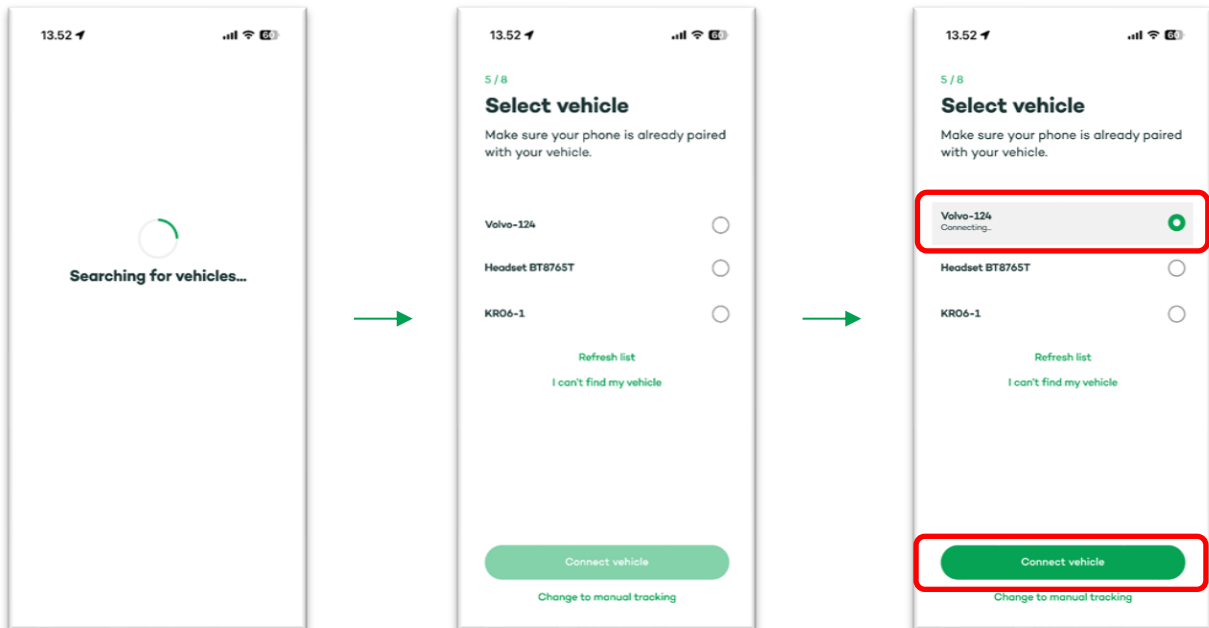 13.52
60
Searching for vehicles...
13.52
60
5/8
Select vehicle
Make sure your phone is already paired
with your vehicle.
Volvo-124
Headset BT8765T
KR06-1
Refresh list
I can't find my vehicle
Connect vehicle
Change to manual tracking
13.52
60
5/8
Select vehicle
Make sure your phone is already paired
with your vehicle.
Volvo-124
Connecting...
Headset BT8765T
KR06-1
Refresh list
I can't find my vehicle
Connect vehicle
Change to manual tracking